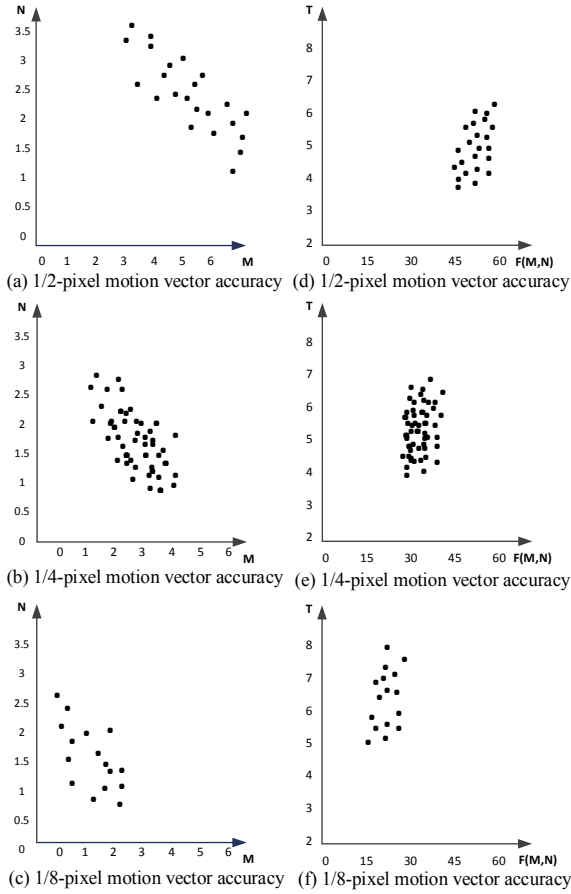 N
3.5
3
2.5
2
1.5
1
0.5
0
0 1 2 3 4 5 6
M
(a) 1/2-pixel motion vector accuracy
T
8
7
6
5
4
3
2
0 15 30 45 60
F(M,N)
(d) 1/2-pixel motion vector accuracy
N
3.5
3
2.5
2
1.5
1
0.5
0
0 1 2 3 4 5 6
M
(b) 1/4-pixel motion vector accuracy
T
8
7
6
5
4
3
2
0 15 30 45 60
F(M,N)
(e) 1/4-pixel motion vector accuracy
N
3.5
3
2.5
2
1.5
1
0.5
0
0 1 2 3 4 5 6
M
(c) 1/8-pixel motion vector accuracy
T
8
7
6
5
4
3
2
0 15 30 45 60
F(M,N)
(f) 1/8-pixel motion vector accuracy